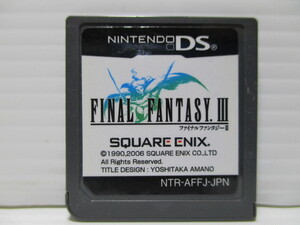 NINTENDO DS
FINAL FANTASY. III
ファイナルファンタジーIII
SQUARE ENIX.
©1990,2006 SQUARE ENIX CO.,LTD
All Rights Reserved.
TITLE DESIGN : YOSHITAKA AMANO
NTR-AFFJ-JPN